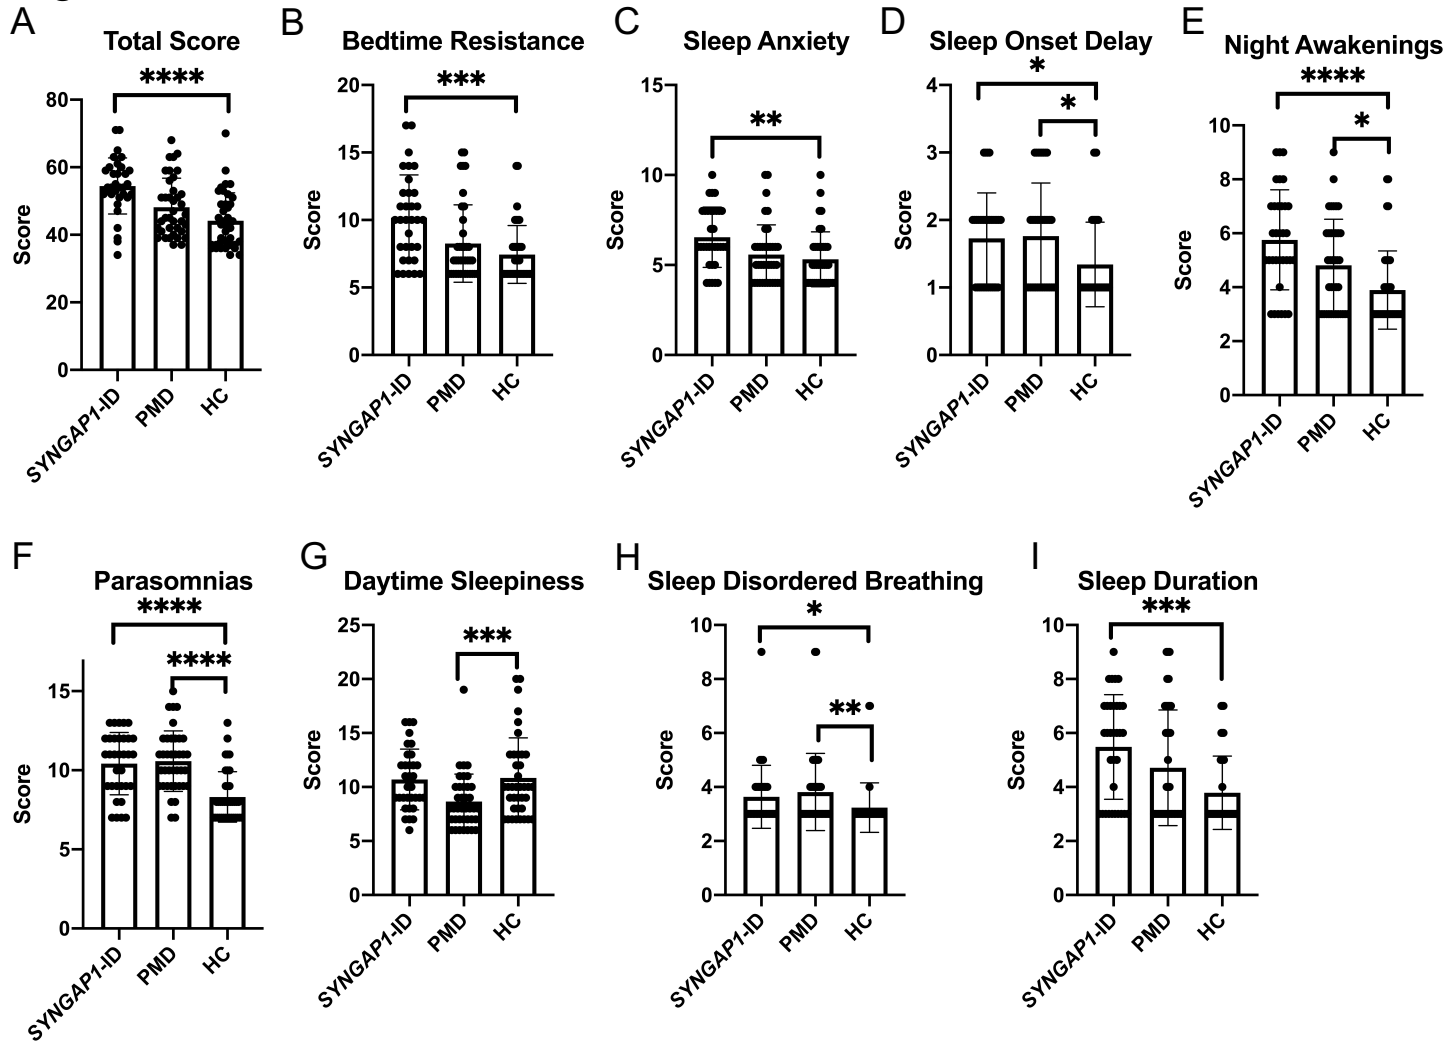 A
Total Score
****
Score
80
60
40
20
0
SYNGAP1-ID
PMD
HC
B
Bedtime Resistance
***
Score
20
15
10
5
0
SYNGAP1-ID
PMD
HC
C
Sleep Anxiety
**
Score
15
10
5
0
SYNGAP1-ID
PMD
HC
D
Sleep Onset Delay
*
*
Score
4
3
2
1
0
SYNGAP1-ID
PMD
HC
E
Night Awakenings
****
*
Score
10
8
6
4
2
0
SYNGAP1-ID
PMD
HC
F
Parasomnias
****
****
Score
15
10
5
0
SYNGAP1-ID
PMD
HC
G
Daytime Sleepiness
***
Score
25
20
15
10
5
0
SYNGAP1-ID
PMD
HC
H
Sleep Disordered Breathing
*
**
Score
10
8
6
4
2
0
SYNGAP1-ID
PMD
HC
I
Sleep Duration
***
Score
10
8
6
4
2
0
SYNGAP1-ID
PMD
HC